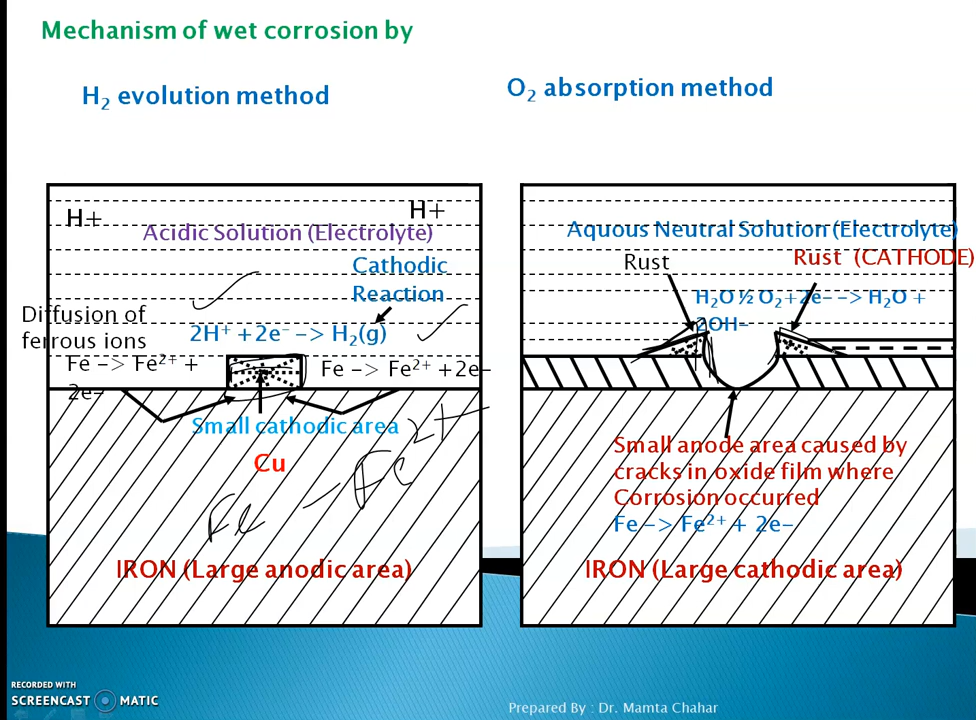 Mechanism of wet corrosion by
H₂ evolution method
O₂ absorption method
H+
H+
Acidic Solution (Electrolyte)
Cathodic
Reaction
Diffusion of
ferrous ions
2H⁺ +2e⁻ –> H₂(g)
Fe –> Fe²⁺ +
2e–
Fe –> Fe²⁺ +2e–
Small cathodic area
Cu
Fe – Fe 2+
IRON (Large anodic area)
Aquous Neutral Solution (Electrolyte)
Rust
Rust (CATHODE)
H₂O ½ O₂+2e– –> H₂O +
2OH–
Small anode area caused by
cracks in oxide film where
Corrosion occurred
Fe –> Fe²⁺ + 2e–
IRON (Large cathodic area)
RECORDED WITH
SCREENCAST MATIC
Prepared By : Dr. Mamta Chahar